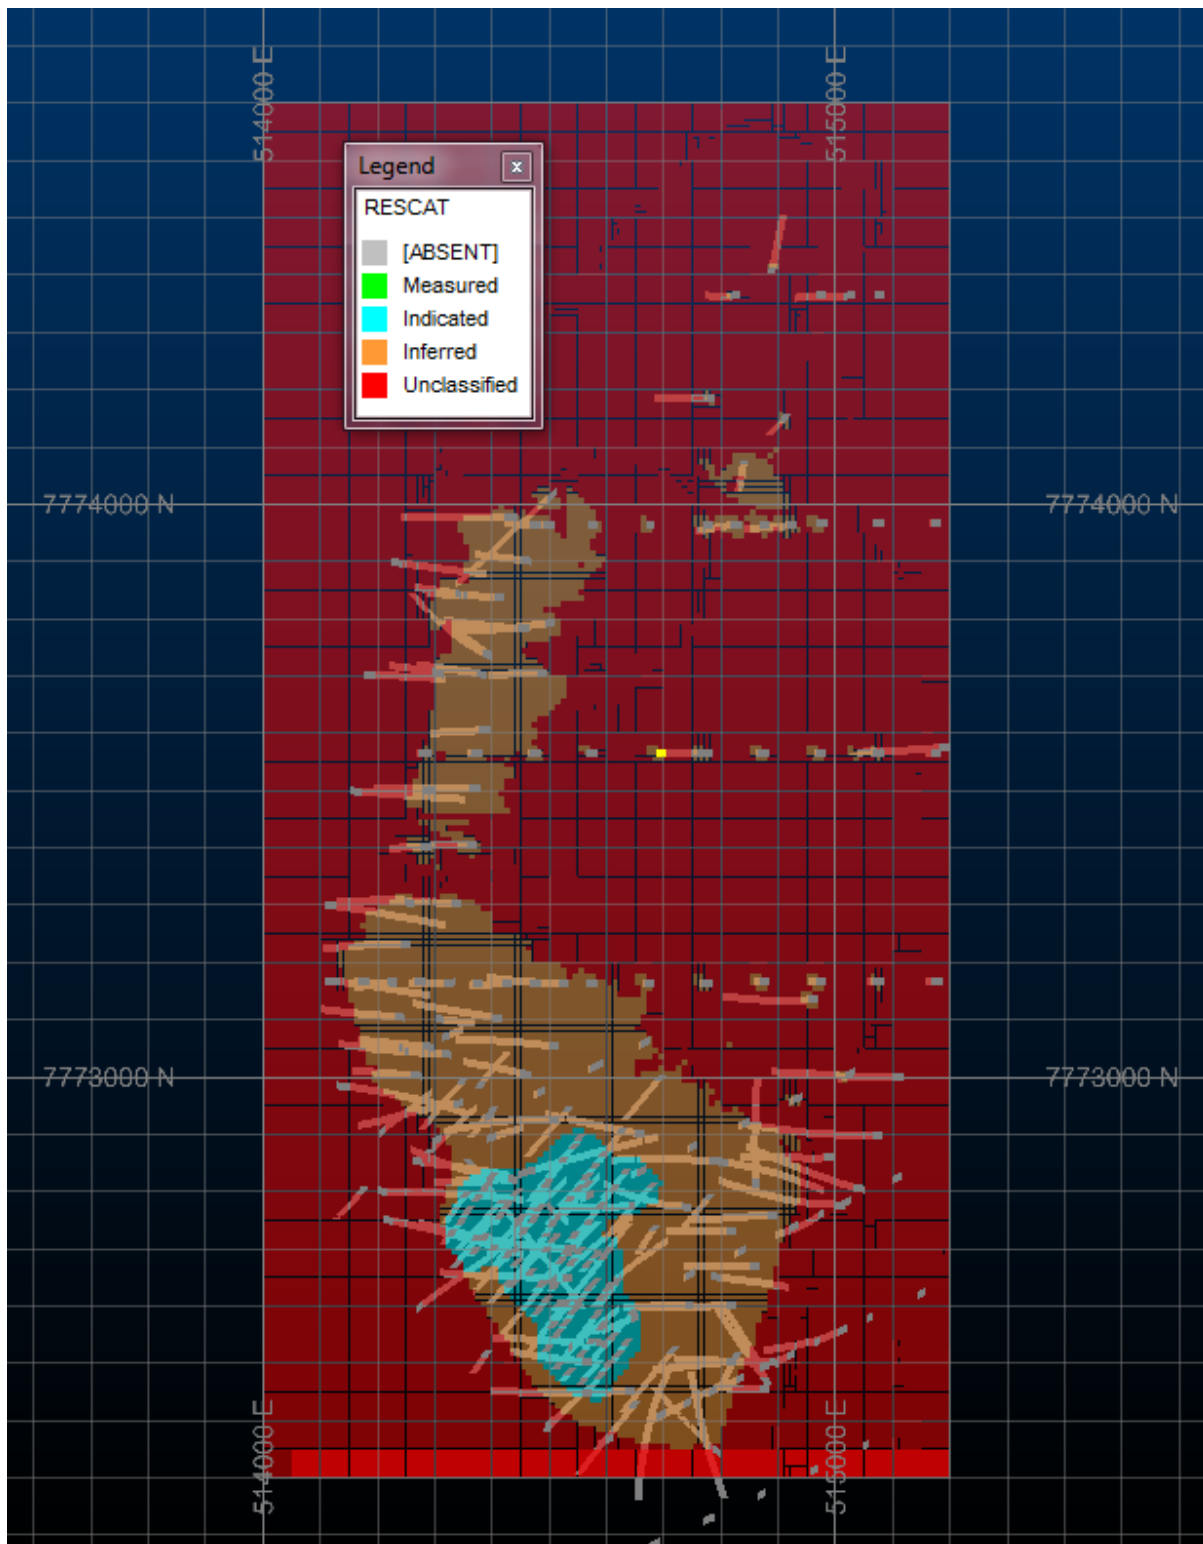 514000 E
515000 E
Legend
x
RESCAT
[ABSENT]
Measured
Indicated
Inferred
Unclassified
7774000 N
7774000 N
7773000 N
7773000 N
514000 E
515000 E